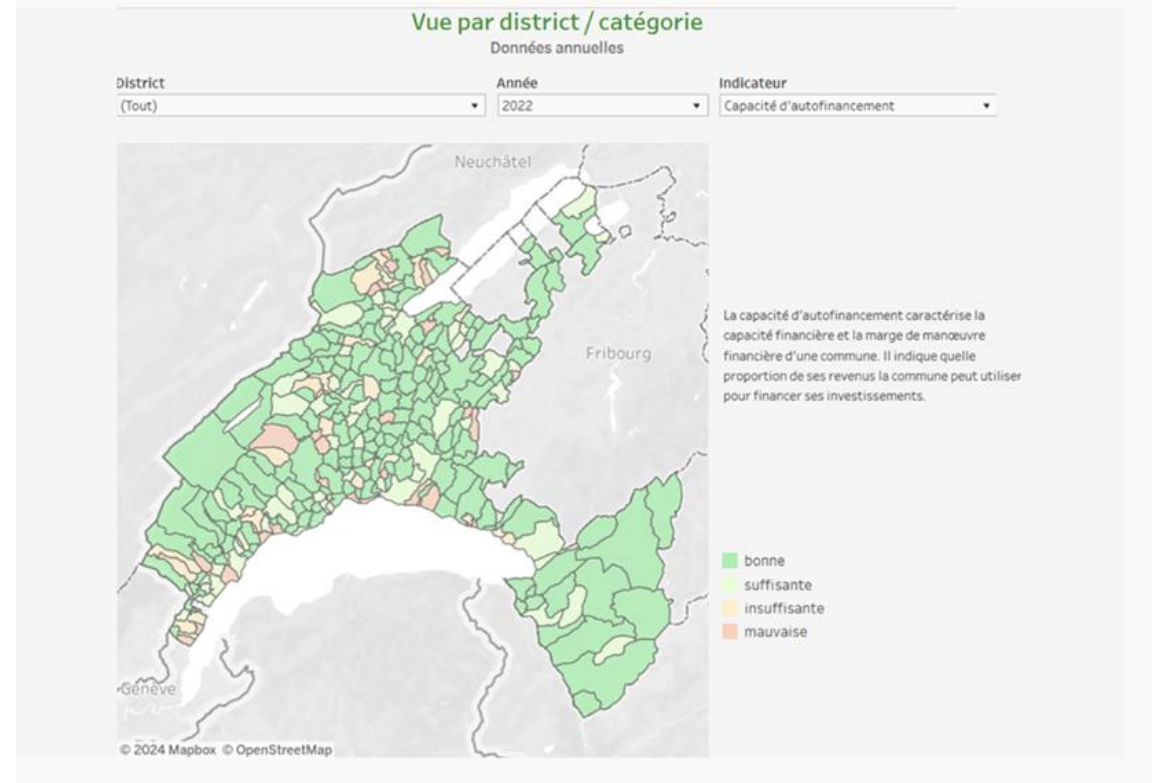 Vue par district / catégorie
Données annuelles
District
Année
Indicateur
(Tout)
2022
Capacité d'autofinancement
Neuchâtel
Fribourg
La capacité d'autofinancement caractérise la
capacité financière et la marge de manœuvre
financière d'une commune. Il indique quelle
proportion de ses revenus la commune peut utiliser
pour financer ses investissements.
bonne
suffisante
insuffisante
mauvaise
Genève
© 2024 Mapbox © OpenStreetMap